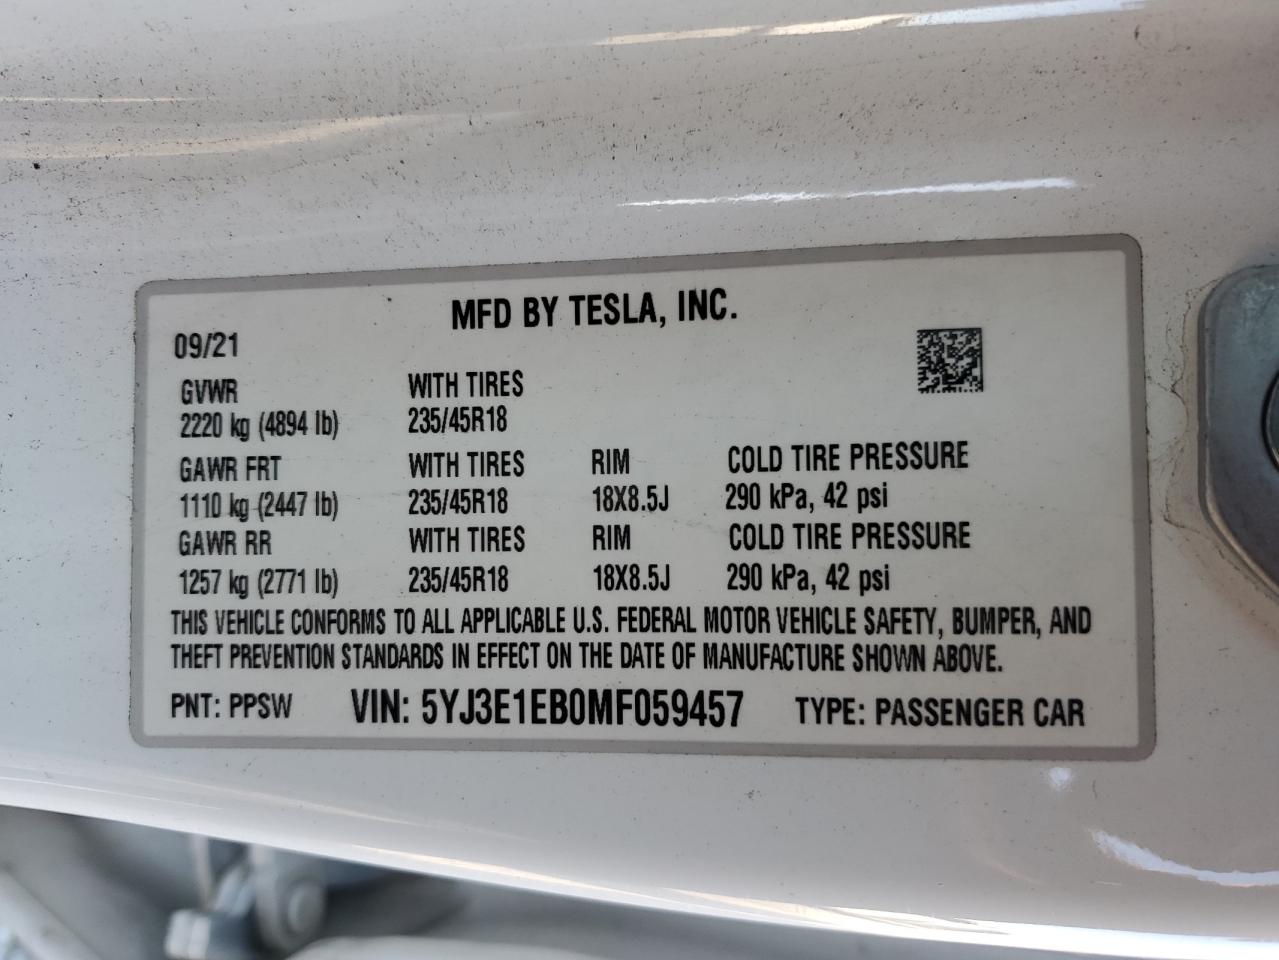 MFD BY TESLA, INC.
09/21
GVWR WITH TIRES
2220 kg (4894 lb) 235/45R18
GAWR FRT WITH TIRES RIM COLD TIRE PRESSURE
1110 kg (2447 lb) 235/45R18 18X8.5J 290 kPa, 42 psi
GAWR RR WITH TIRES RIM COLD TIRE PRESSURE
1257 kg (2771 lb) 235/45R18 18X8.5J 290 kPa, 42 psi
THIS VEHICLE CONFORMS TO ALL APPLICABLE U.S. FEDERAL MOTOR VEHICLE SAFETY, BUMPER, AND
THEFT PREVENTION STANDARDS IN EFFECT ON THE DATE OF MANUFACTURE SHOWN ABOVE.
PNT: PPSW VIN: 5YJ3E1EB0MF059457 TYPE: PASSENGER CAR